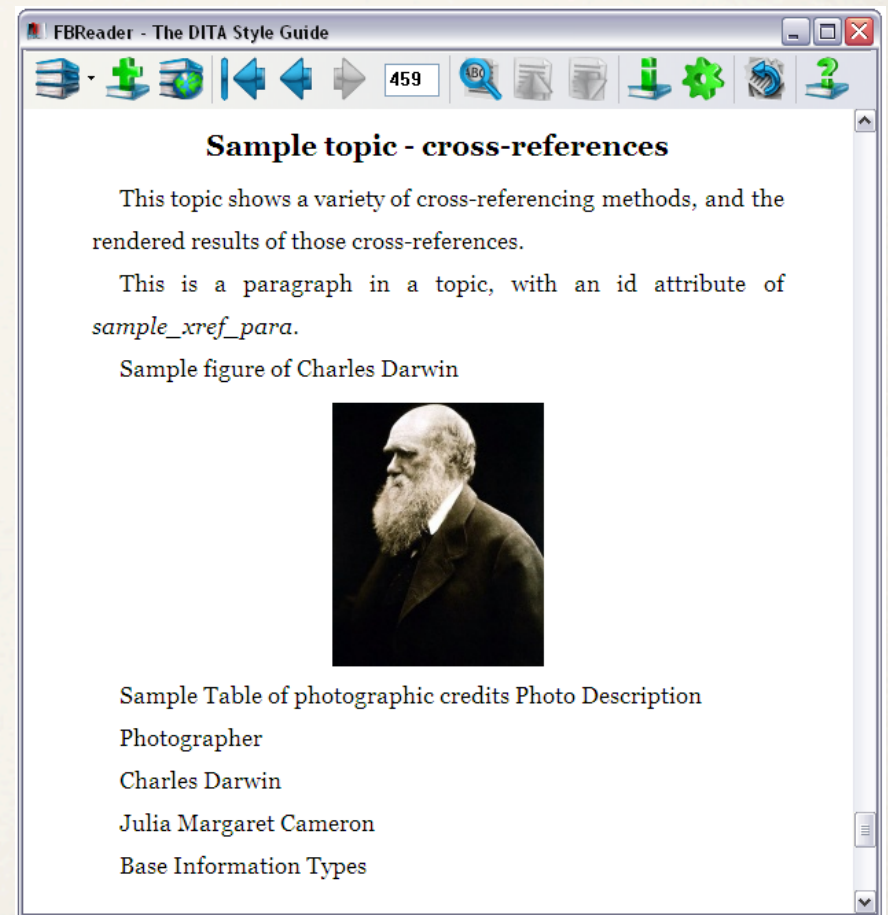 FBReader - The DITA Style Guide
459
ABC
Sample topic - cross-references
This topic shows a variety of cross-referencing methods, and the
rendered results of those cross-references.
This is a paragraph in a topic, with an id attribute of
sample_xref_para.
Sample figure of Charles Darwin
Sample Table of photographic credits Photo Description
Photographer
Charles Darwin
Julia Margaret Cameron
Base Information Types